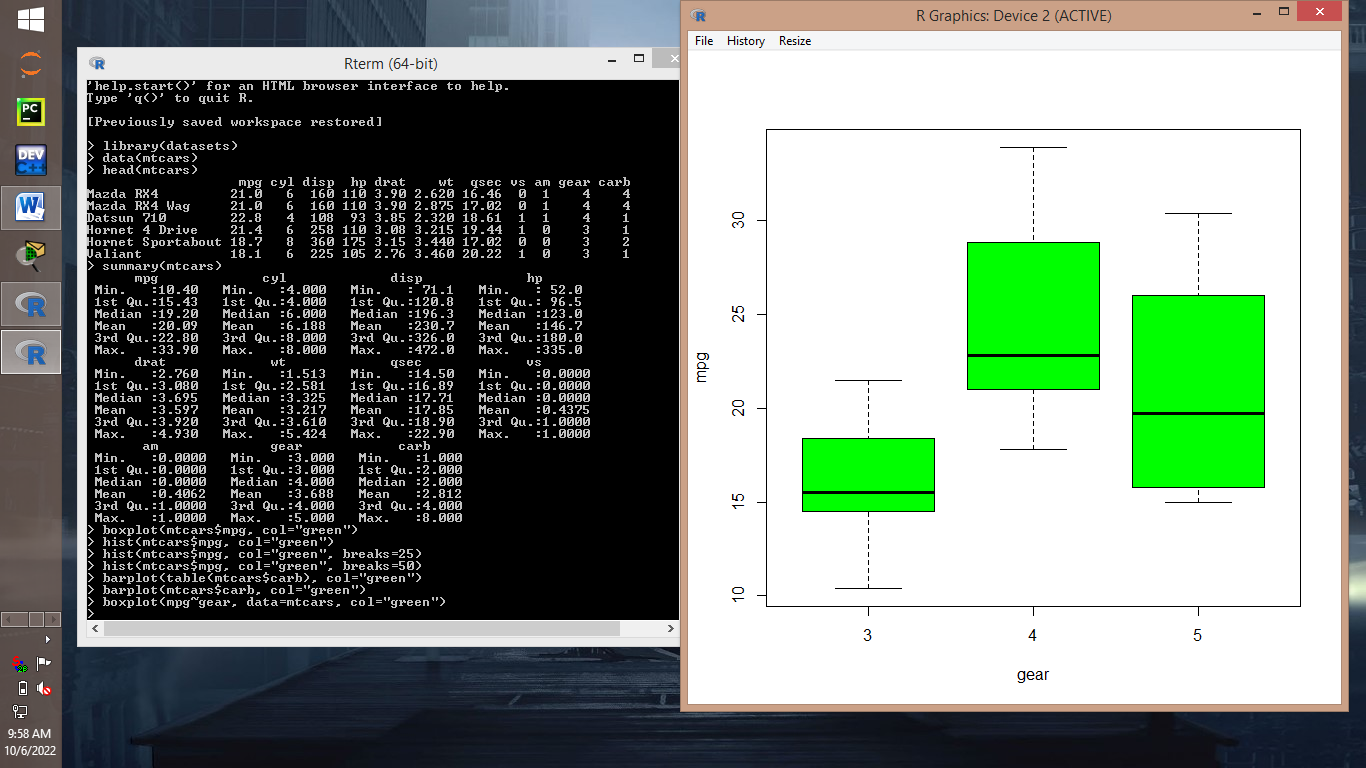 Rterm (64-bit)
'help.start()' for an HTML browser interface to help.
Type 'q()' to quit R.
[Previously saved workspace restored]
> library(datasets)
> data(mtcars)
> head(mtcars)
mpg cyl disp hp drat wt qsec vs am gear carb
Mazda RX4 21.0 6 160 110 3.90 2.620 16.46 0 1 4 4
Mazda RX4 Wag 21.0 6 160 110 3.90 2.875 17.02 0 1 4 4
Datsun 710 22.8 4 108 93 3.85 2.320 18.61 1 1 4 1
Hornet 4 Drive 21.4 6 258 110 3.08 3.215 19.44 1 0 3 1
Hornet Sportabout 18.7 8 360 175 3.15 3.440 17.02 0 0 3 2
Valiant 18.1 6 225 105 2.76 3.460 20.22 1 0 3 1
> summary(mtcars)
mpg cyl disp hp
Min. :10.40 Min. :4.000 Min. : 71.1 Min. : 52.0
1st Qu.:15.43 1st Qu.:4.000 1st Qu.:120.8 1st Qu.: 96.5
Median :19.20 Median :6.000 Median :196.3 Median :123.0
Mean :20.09 Mean :6.188 Mean :230.7 Mean :146.7
3rd Qu.:22.80 3rd Qu.:8.000 3rd Qu.:326.0 3rd Qu.:180.0
Max. :33.90 Max. :8.000 Max. :472.0 Max. :335.0
drat wt qsec vs
Min. :2.760 Min. :1.513 Min. :14.50 Min. :0.0000
1st Qu.:3.080 1st Qu.:2.581 1st Qu.:16.89 1st Qu.:0.0000
Median :3.695 Median :3.325 Median :17.71 Median :0.0000
Mean :3.597 Mean :3.217 Mean :17.85 Mean :0.4375
3rd Qu.:3.920 3rd Qu.:3.610 3rd Qu.:18.90 3rd Qu.:1.0000
Max. :4.930 Max. :5.424 Max. :22.90 Max. :1.0000
am gear carb
Min. :0.0000 Min. :3.000 Min. :1.000
1st Qu.:0.0000 1st Qu.:3.000 1st Qu.:2.000
Median :0.0000 Median :4.000 Median :2.000
Mean :0.4062 Mean :3.688 Mean :2.812
3rd Qu.:1.0000 3rd Qu.:4.000 3rd Qu.:4.000
Max. :1.0000 Max. :5.000 Max. :8.000
> boxplot(mtcars$mpg, col="green")
> hist(mtcars$mpg, col="green")
> hist(mtcars$mpg, col="green", breaks=25)
> hist(mtcars$mpg, col="green", breaks=50)
> barplot(table(mtcars$carb), col="green")
> barplot(mtcars$carb, col="green")
> boxplot(mpg~gear, data=mtcars, col="green")
>
R Graphics: Device 2 (ACTIVE)
File History Resize
mpg
30
25
20
15
10
3 4 5
gear
PC
DEV
C++
W
R
R
9:58 AM
10/6/2022